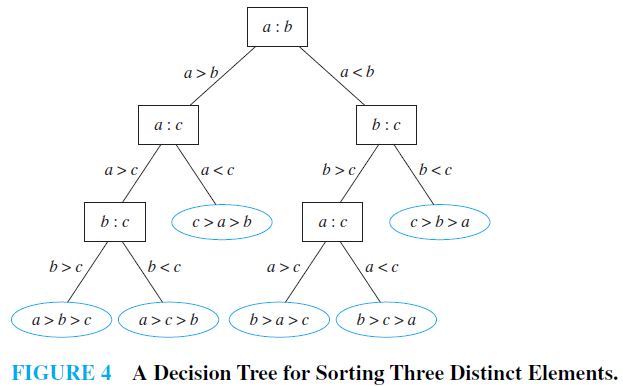 a : b
a > b
a < b
a : c
b : c
a > c
a < c
b > c
b < c
b : c
c > a > b
a : c
c > b > a
b > c
b < c
a > c
a < c
a > b > c
a > c > b
b > a > c
b > c > a
FIGURE 4 A Decision Tree for Sorting Three Distinct Elements.